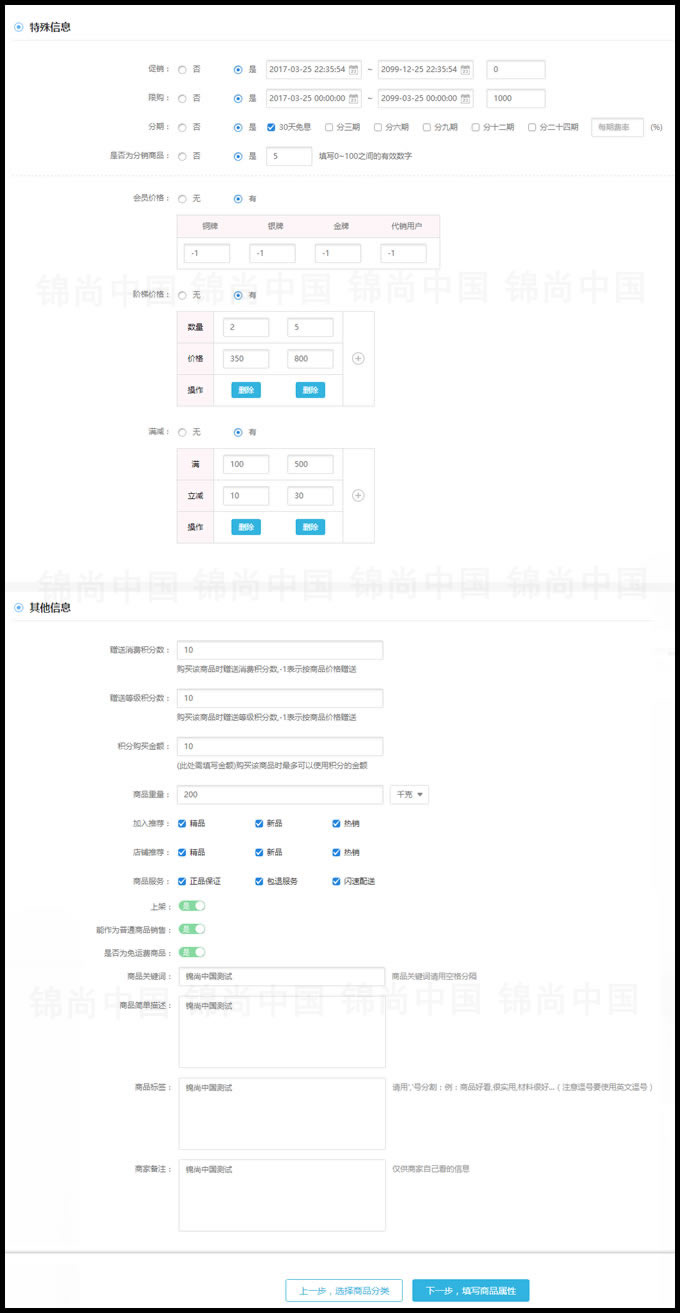 特殊信息
促销： 否 是 2017-03-25 22:35:54 ~ 2099-12-25 22:35:54 0
限购： 否 是 2017-03-25 00:00:00 ~ 2099-03-25 00:00:00 1000
分期： 否 是 30天免息 分三期 分六期 分九期 分十二期 分二十四期 每期费率 (%)
是否为分销商品： 否 是 5 填写0~100之间的有效数字
会员价格： 无 有
铜牌 银牌 金牌 代销用户
-1 -1 -1 -1
锦尚中国 锦尚中国 锦尚中国 锦尚中国
阶梯价格： 无 有
数量 2 5
价格 350 800
操作 删除 删除
满减： 无 有
满 100 500
立减 10 30
操作 删除 删除
锦尚中国 锦尚中国 锦尚中国 锦尚中国
其他信息
赠送消费积分数： 10
购买该商品时赠送消费积分数,-1表示按商品价格赠送
赠送等级积分数： 10
购买该商品时赠送等级积分数,-1表示按商品价格赠送
积分购买金额： 10
(此处需填写金额)购买该商品时最多可以使用积分的金额
商品重量： 200 千克
加入推荐： 精品 新品 热销
店铺推荐： 精品 新品 热销
商品服务： 正品保证 包退服务 闪速配送
上架： 是
能作为普通商品销售： 是
是否为免运费商品： 是
商品关键词： 锦尚中国测试 商品关键词请用空格分隔
锦尚中国 锦尚中国 锦尚中国 锦尚中国
商品简单描述： 锦尚中国测试
商品标签： 锦尚中国测试 请用','号分割；例：商品好看,很实用,材料很好...（注意逗号要使用英文逗号）
商家备注： 锦尚中国测试 仅供商家自己看的信息
上一步，选择商品分类 下一步，填写商品属性